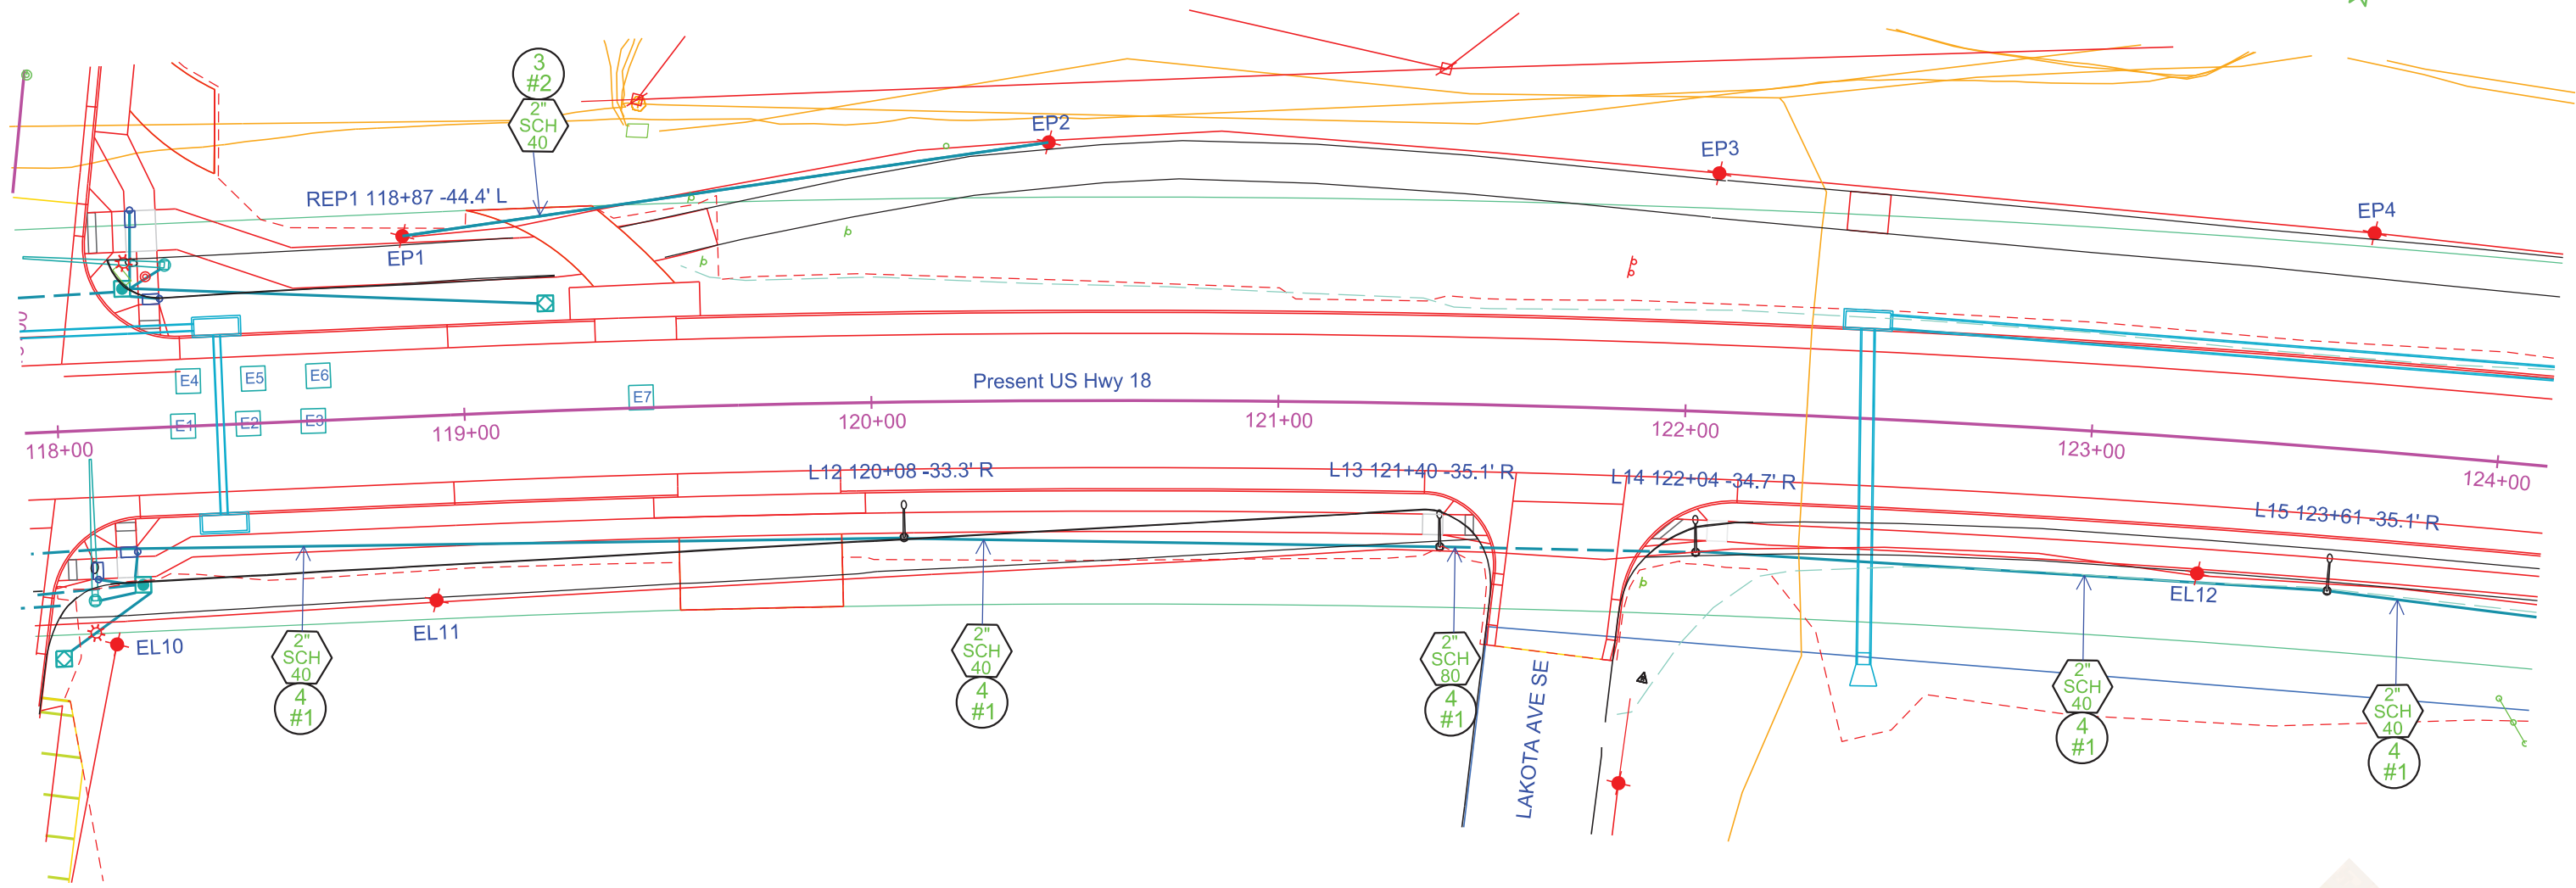 3
#2
2"
SCH
40
EP2
EP3
EP4
REP1 118+87 -44.4' L
EP1
E4
E5
E6
E7
E1
E2
E3
Present US Hwy 18
118+00
119+00
120+00
121+00
122+00
123+00
124+00
L12 120+08 -33.3' R
L13 121+40 -35.1' R
L14 122+04 -34.7' R
L15 123+61 -35.1' R
EL10
EL11
EL12
2"
SCH
40
4
#1
2"
SCH
40
4
#1
2"
SCH
80
4
#1
LAKOTA AVE SE
2"
SCH
40
4
#1
2"
SCH
40
4
#1